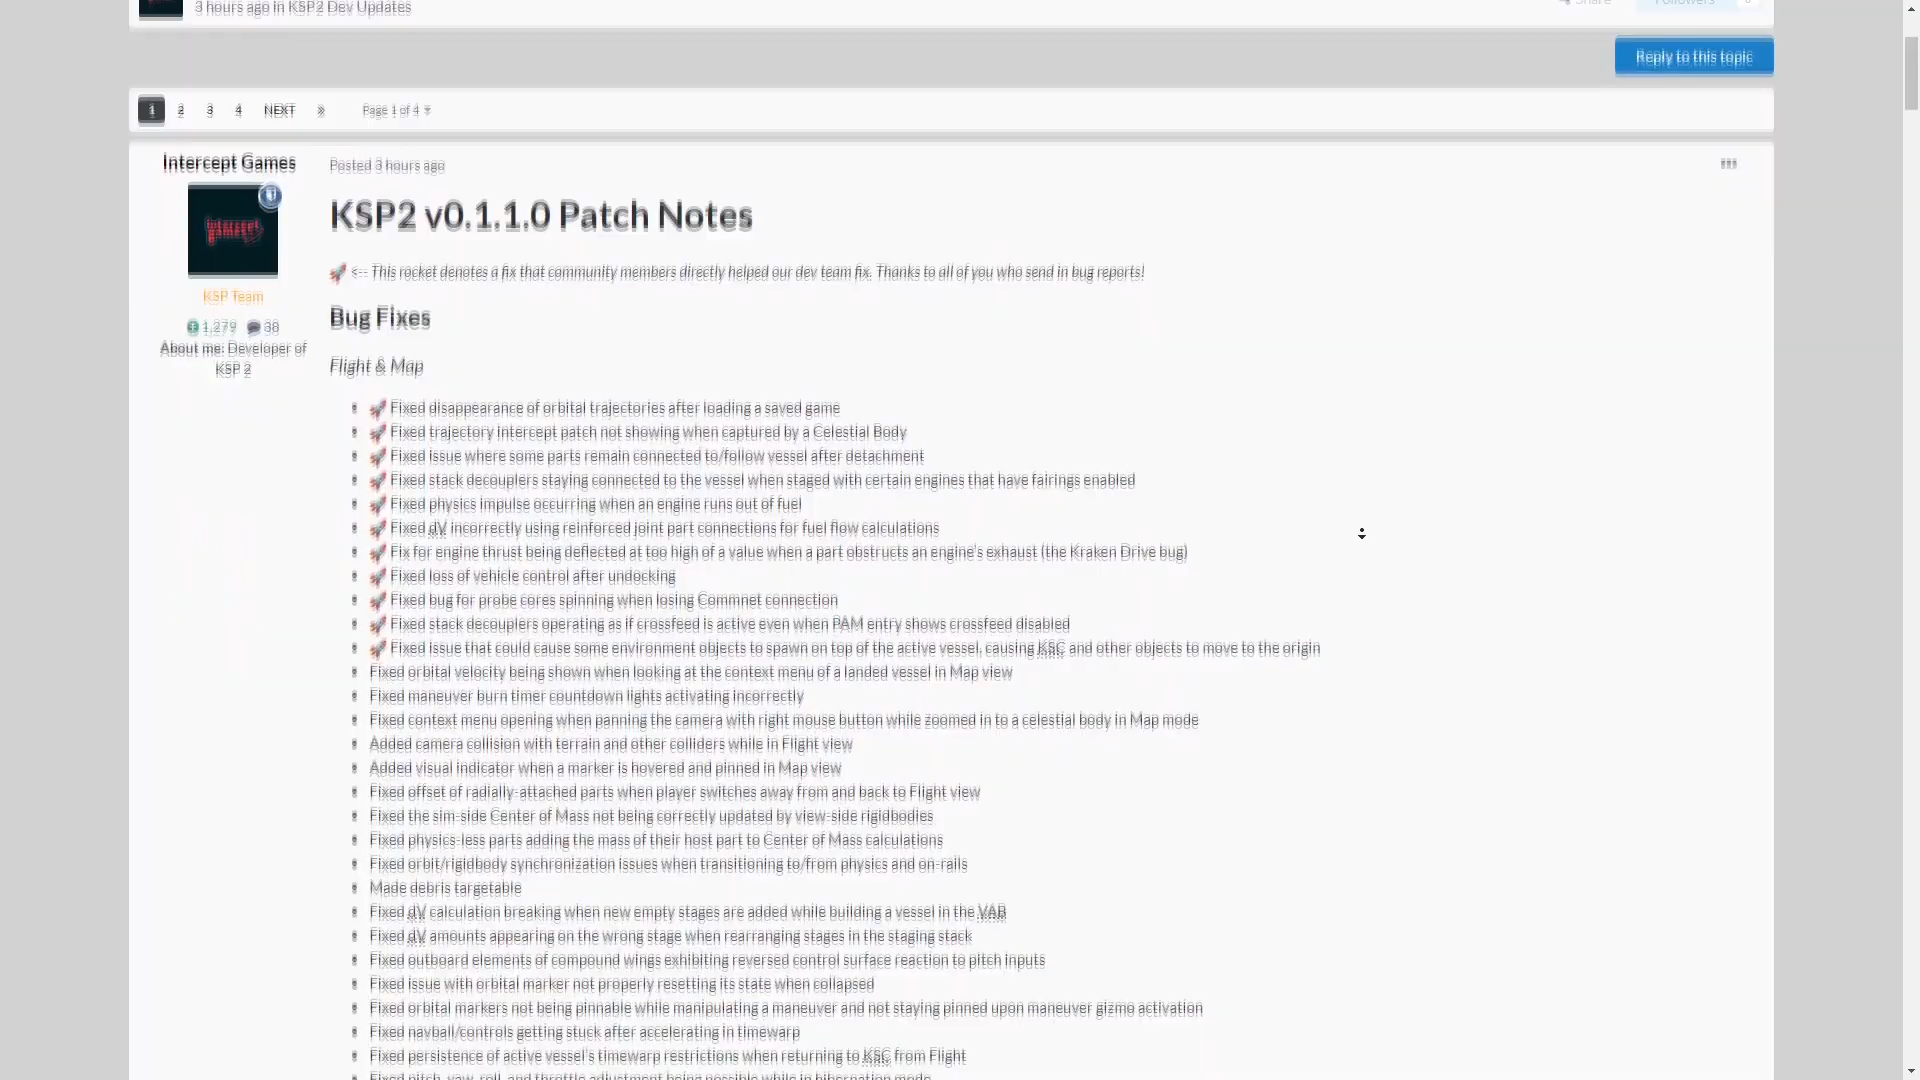 3 hours ago in KSP2 Dev Updates
Share
Followers
Reply to this topic
1 2 3 4 NEXT » Page 1 of 4
Intercept Games
Posted 3 hours ago
KSP2 v0.1.1.0 Patch Notes
<-- This rocket denotes a fix that community members directly helped our dev team fix. Thanks to all of you who send in bug reports!
KSP Team
Bug Fixes
1,279 38
About me: Developer of
KSP 2
Flight & Map
Fixed disappearance of orbital trajectories after loading a saved game
Fixed trajectory intercept patch not showing when captured by a Celestial Body
Fixed issue where some parts remain connected to/follow vessel after detachment
Fixed stack decouplers staying connected to the vessel when staged with certain engines that have fairings enabled
Fixed physics impulse occurring when an engine runs out of fuel
Fixed dV incorrectly using reinforced joint part connections for fuel flow calculations
Fix for engine thrust being deflected at too high of a value when a part obstructs an engine's exhaust (the Kraken Drive bug)
Fixed loss of vehicle control after undocking
Fixed bug for probe cores spinning when losing Commnet connection
Fixed stack decouplers operating as if crossfeed is active even when PAM entry shows crossfeed disabled
Fixed issue that could cause some environment objects to spawn on top of the active vessel, causing KSC and other objects to move to the origin
Fixed orbital velocity being shown when looking at the context menu of a landed vessel in Map view
Fixed maneuver burn timer countdown lights activating incorrectly
Fixed context menu opening when panning the camera with right mouse button while zoomed in to a celestial body in Map mode
Added camera collision with terrain and other colliders while in Flight view
Added visual indicator when a marker is hovered and pinned in Map view
Fixed offset of radially-attached parts when player switches away from and back to Flight view
Fixed the sim-side Center of Mass not being correctly updated by view-side rigidbodies
Fixed physics-less parts adding the mass of their host part to Center of Mass calculations
Fixed orbit/rigidbody synchronization issues when transitioning to/from physics and on-rails
Made debris targetable
Fixed dV calculation breaking when new empty stages are added while building a vessel in the VAB
Fixed dV amounts appearing on the wrong stage when rearranging stages in the staging stack
Fixed outboard elements of compound wings exhibiting reversed control surface reaction to pitch inputs
Fixed issue with orbital marker not properly resetting its state when collapsed
Fixed orbital markers not being pinnable while manipulating a maneuver and not staying pinned upon maneuver gizmo activation
Fixed navball/controls getting stuck after accelerating in timewarp
Fixed persistence of active vessel's timewarp restrictions when returning to KSC from Flight
Fixed pitch, yaw, roll, and throttle adjustment being possible while in hibernation mode